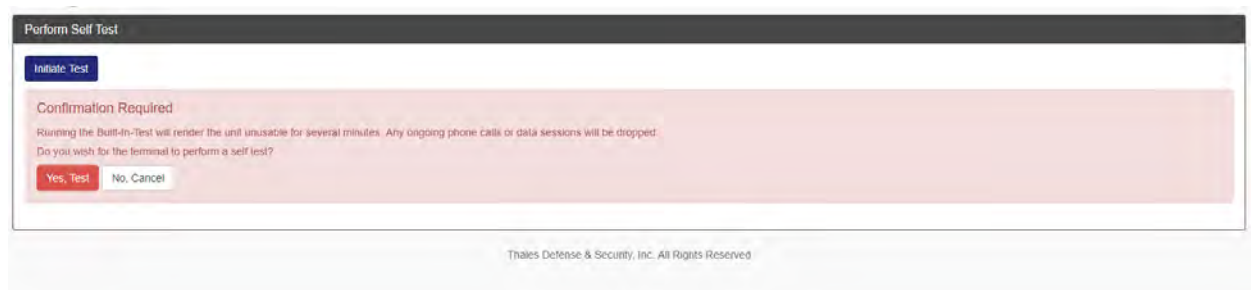 Perform Self Test
Initiate Test
Confirmation Required
Running the Built-In-Test will render the unit unusable for several minutes. Any ongoing phone calls or data sessions will be dropped.
Do you wish for the terminal to perform a self test?
Yes, Test No, Cancel
Thales Defense & Security, Inc. All Rights Reserved